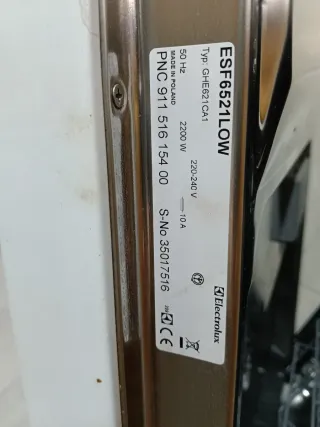 ESF6521LOW
Typ: GHE621CA1
220-240 V
50 Hz 2200 W 10 A
MADE IN POLAND
PNC 911 516 154 00 S-No 35017516
Electrolux
CE